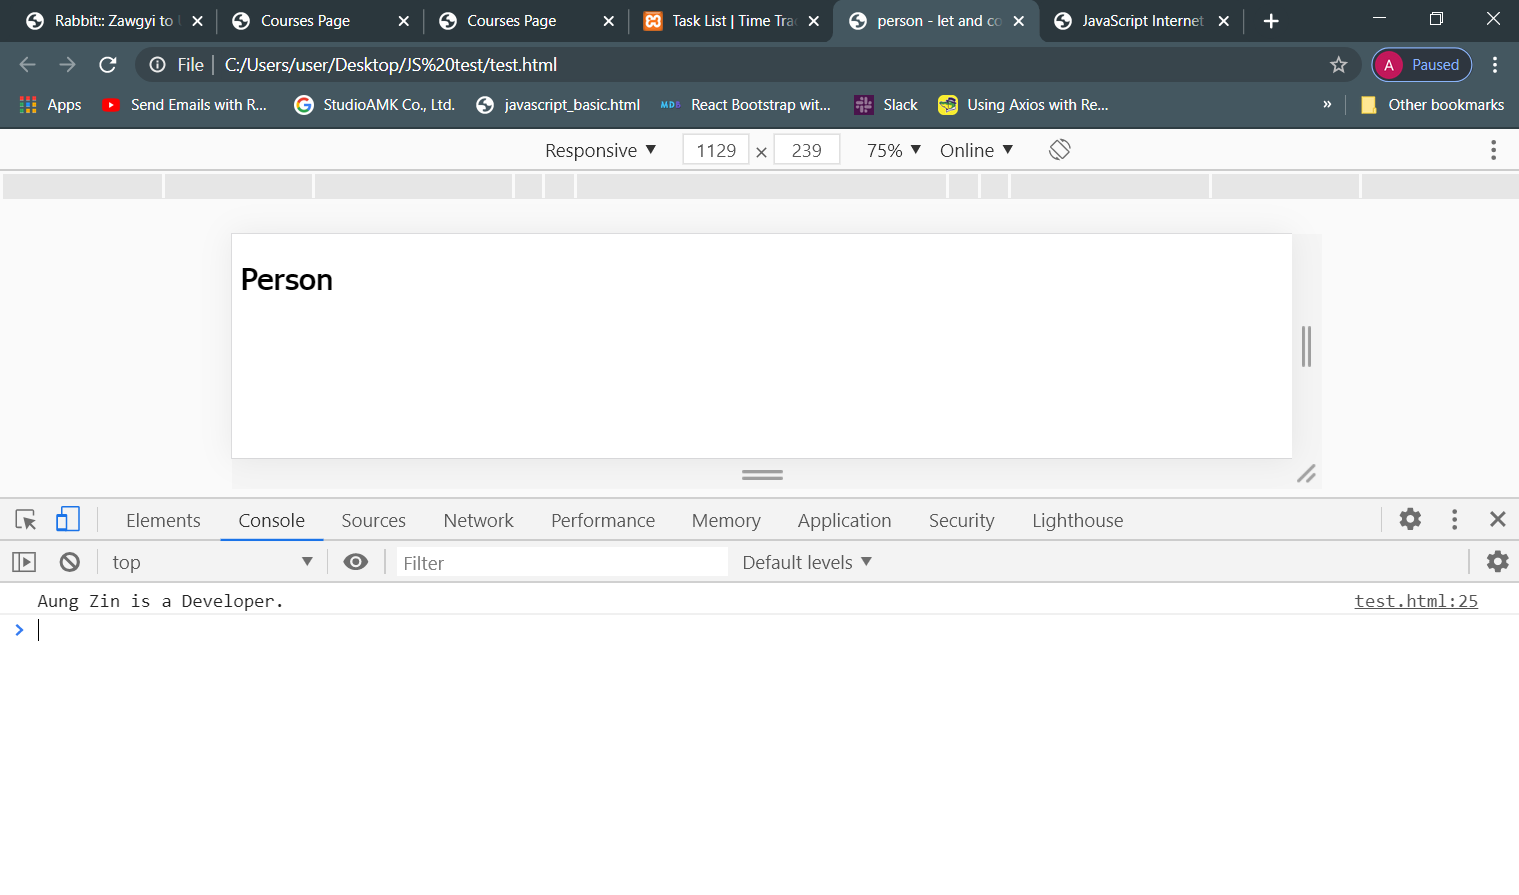 Rabbit:: Zawgyi to
Courses Page
Courses Page
Task List | Time Tra
person - let and co
JavaScript Internet
File
C:/Users/user/Desktop/JS%20test/test.html
A
Paused
Apps
Send Emails with R...
StudioAMK Co., Ltd.
javascript_basic.html
React Bootstrap wit...
Slack
Using Axios with Re...
»
Other bookmarks
Responsive
1129 × 239
75%
Online
Person
Elements
Console
Sources
Network
Performance
Memory
Application
Security
Lighthouse
top
Filter
Default levels
Aung Zin is a Developer.
test.html:25